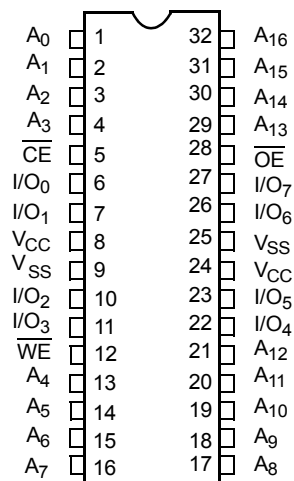 A0 1 32 A16
A1 2 31 A15
A2 3 30 A14
A3 4 29 A13
C̅E̅ 5 28 O̅E̅
I/O0 6 27 I/O7
I/O1 7 26 I/O6
VCC 8 25 VSS
VSS 9 24 VCC
I/O2 10 23 I/O5
I/O3 11 22 I/O4
W̅E̅ 12 21 A12
A4 13 20 A11
A5 14 19 A10
A6 15 18 A9
A7 16 17 A8